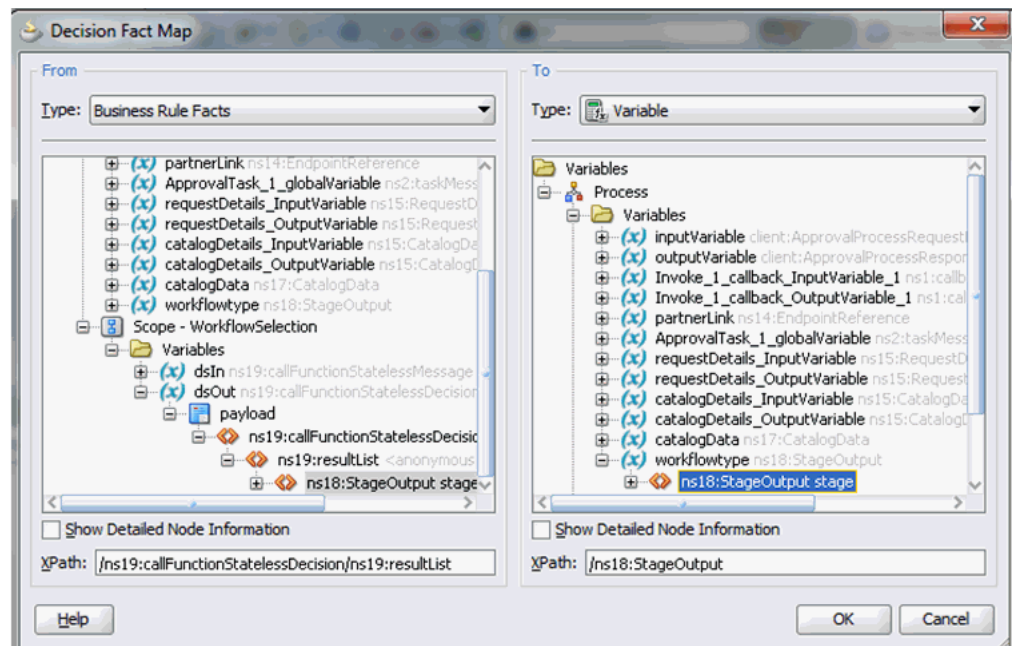 Decision Fact Map
From
Type: Business Rule Facts
partnerLink ns14:EndpointReference
ApprovalTask_1_globalVariable ns2:taskMess
requestDetails_InputVariable ns15:RequestD
requestDetails_OutputVariable ns15:Request
catalogDetails_InputVariable ns15:CatalogDa
catalogDetails_OutputVariable ns15:Catalog
catalogData ns17:CatalogData
workflowtype ns18:StageOutput
Scope - WorkflowSelection
Variables
dsIn ns19:callFunctionStatelessMessage
dsOut ns19:callFunctionStatelessDecision
payload
ns19:callFunctionStatelessDecisio
ns19:resultList <anonymous
ns18:StageOutput stage
Show Detailed Node Information
XPath: /ns19:callFunctionStatelessDecision/ns19:resultList
To
Type: Variable
Variables
Process
Variables
inputVariable client:ApprovalProcessRequest
outputVariable client:ApprovalProcessRespor
Invoke_1_callback_InputVariable_1 ns1:callb
Invoke_1_callback_OutputVariable_1 ns1:cal
partnerLink ns14:EndpointReference
ApprovalTask_1_globalVariable ns2:taskMess
requestDetails_InputVariable ns15:RequestD
requestDetails_OutputVariable ns15:Request
catalogDetails_InputVariable ns15:CatalogDa
catalogDetails_OutputVariable ns15:Catalog
catalogData ns17:CatalogData
workflowtype ns18:StageOutput
ns18:StageOutput stage
Show Detailed Node Information
XPath: /ns18:StageOutput
Help
OK
Cancel